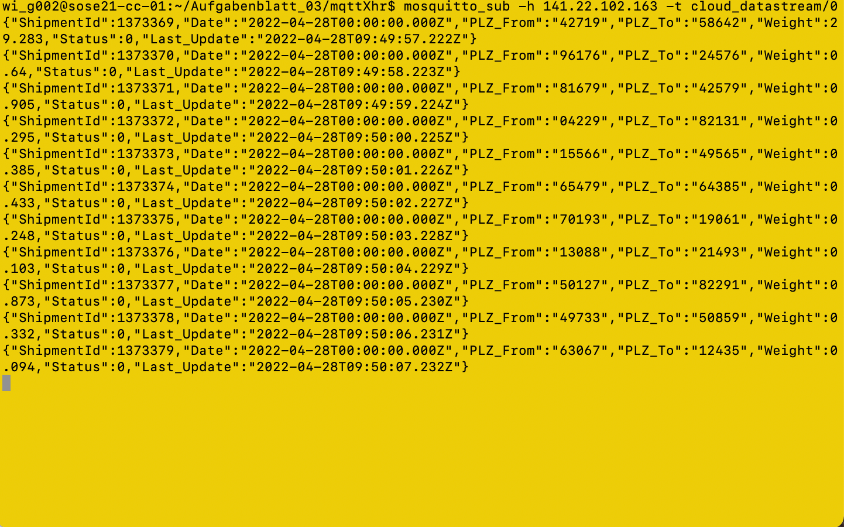 wi_g002@sose21-cc-01:~/Aufgabenblatt_03/mqttXhr$ mosquitto_sub -h 141.22.102.163 -t cloud_datastream/0
{"ShipmentId":1373369,"Date":"2022-04-28T00:00:00.000Z","PLZ_From":"42719","PLZ_To":"58642","Weight":2
9.283,"Status":0,"Last_Update":"2022-04-28T09:49:57.222Z"}
{"ShipmentId":1373370,"Date":"2022-04-28T00:00:00.000Z","PLZ_From":"96176","PLZ_To":"24576","Weight":0
.64,"Status":0,"Last_Update":"2022-04-28T09:49:58.223Z"}
{"ShipmentId":1373371,"Date":"2022-04-28T00:00:00.000Z","PLZ_From":"81679","PLZ_To":"42579","Weight":0
.905,"Status":0,"Last_Update":"2022-04-28T09:49:59.224Z"}
{"ShipmentId":1373372,"Date":"2022-04-28T00:00:00.000Z","PLZ_From":"04229","PLZ_To":"82131","Weight":0
.295,"Status":0,"Last_Update":"2022-04-28T09:50:00.225Z"}
{"ShipmentId":1373373,"Date":"2022-04-28T00:00:00.000Z","PLZ_From":"15566","PLZ_To":"49565","Weight":0
.385,"Status":0,"Last_Update":"2022-04-28T09:50:01.226Z"}
{"ShipmentId":1373374,"Date":"2022-04-28T00:00:00.000Z","PLZ_From":"65479","PLZ_To":"64385","Weight":0
.433,"Status":0,"Last_Update":"2022-04-28T09:50:02.227Z"}
{"ShipmentId":1373375,"Date":"2022-04-28T00:00:00.000Z","PLZ_From":"70193","PLZ_To":"19061","Weight":0
.248,"Status":0,"Last_Update":"2022-04-28T09:50:03.228Z"}
{"ShipmentId":1373376,"Date":"2022-04-28T00:00:00.000Z","PLZ_From":"13088","PLZ_To":"21493","Weight":0
.103,"Status":0,"Last_Update":"2022-04-28T09:50:04.229Z"}
{"ShipmentId":1373377,"Date":"2022-04-28T00:00:00.000Z","PLZ_From":"50127","PLZ_To":"82291","Weight":0
.873,"Status":0,"Last_Update":"2022-04-28T09:50:05.230Z"}
{"ShipmentId":1373378,"Date":"2022-04-28T00:00:00.000Z","PLZ_From":"49733","PLZ_To":"50859","Weight":0
.332,"Status":0,"Last_Update":"2022-04-28T09:50:06.231Z"}
{"ShipmentId":1373379,"Date":"2022-04-28T00:00:00.000Z","PLZ_From":"63067","PLZ_To":"12435","Weight":0
.094,"Status":0,"Last_Update":"2022-04-28T09:50:07.232Z"}